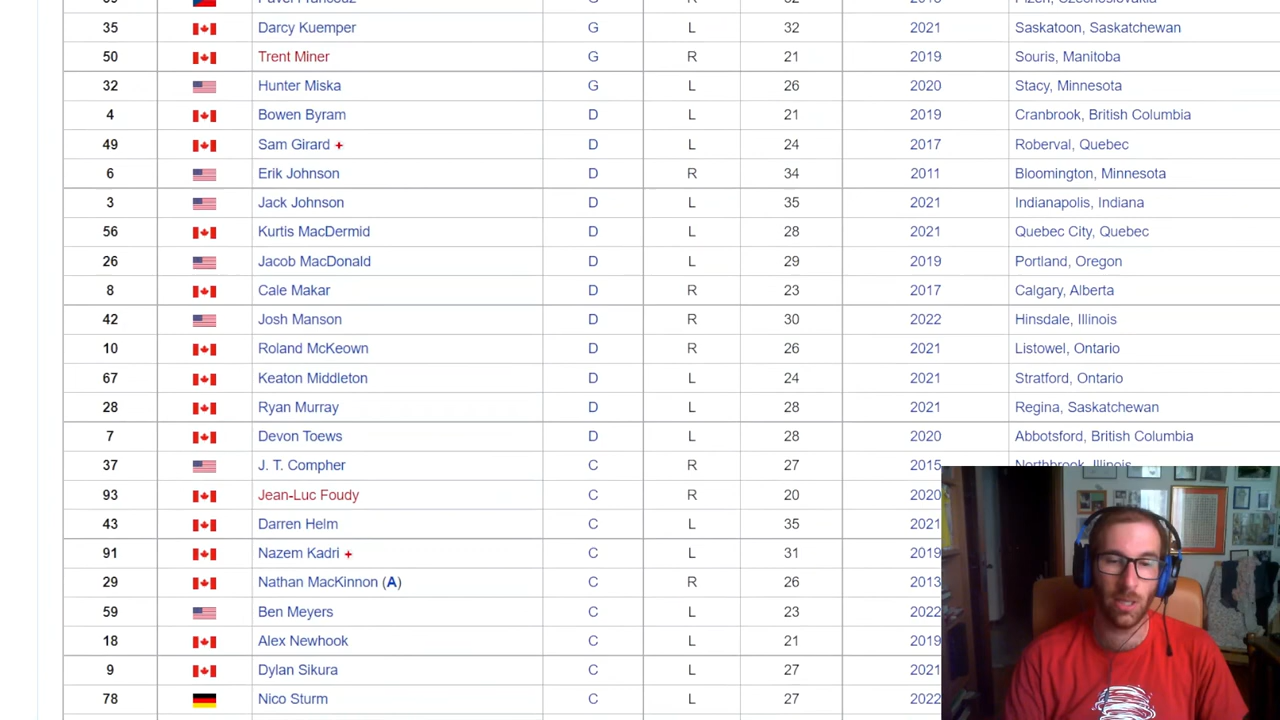 35 Darcy Kuemper G L 32 2021 Saskatoon, Saskatchewan
50 Trent Miner G R 21 2019 Souris, Manitoba
32 Hunter Miska G L 26 2020 Stacy, Minnesota
4 Bowen Byram D L 21 2019 Cranbrook, British Columbia
49 Sam Girard + D L 24 2017 Roberval, Quebec
6 Erik Johnson D R 34 2011 Bloomington, Minnesota
3 Jack Johnson D L 35 2021 Indianapolis, Indiana
56 Kurtis MacDermid D L 28 2021 Quebec City, Quebec
26 Jacob MacDonald D L 29 2019 Portland, Oregon
8 Cale Makar D R 23 2017 Calgary, Alberta
42 Josh Manson D R 30 2022 Hinsdale, Illinois
10 Roland McKeown D R 26 2021 Listowel, Ontario
67 Keaton Middleton D L 24 2021 Stratford, Ontario
28 Ryan Murray D L 28 2021 Regina, Saskatchewan
7 Devon Toews D L 28 2020 Abbotsford, British Columbia
37 J. T. Compher C R 27 2015 Northbrook, Illinois
93 Jean-Luc Foudy C R 20 2020
43 Darren Helm C L 35 2021
91 Nazem Kadri + C L 31 2019
29 Nathan MacKinnon (A) C R 26 2013
59 Ben Meyers C L 23 2022
18 Alex Newhook C L 21 2019
9 Dylan Sikura C L 27 2021
78 Nico Sturm C L 27 2022